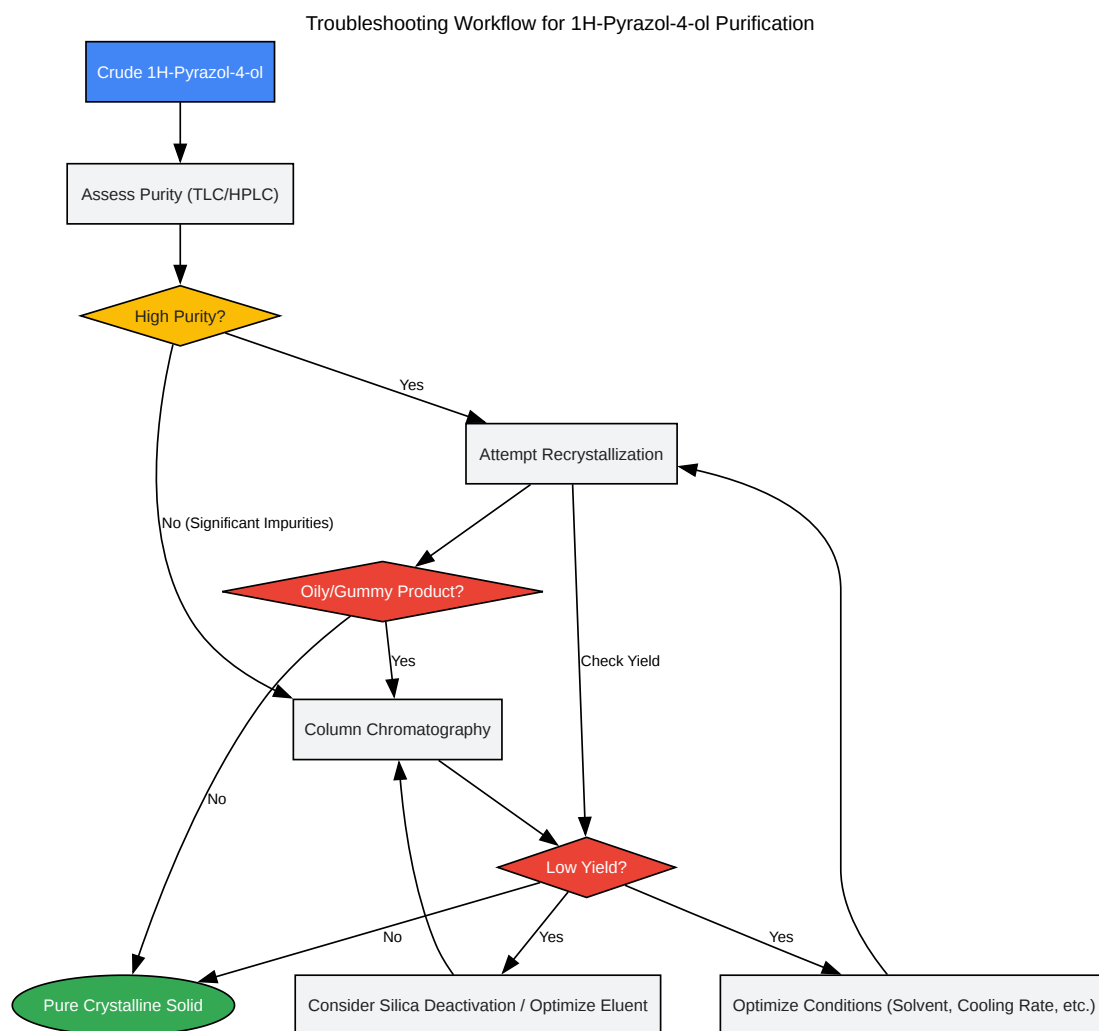 Troubleshooting Workflow for 1H-Pyrazol-4-ol Purification
Crude 1H-Pyrazol-4-ol
Assess Purity (TLC/HPLC)
High Purity?
Yes
Attempt Recrystallization
No (Significant Impurities)
Oily/Gummy Product?
Yes
Check Yield
Column Chromatography
No
Low Yield?
No
Yes
Yes
Pure Crystalline Solid
Consider Silica Deactivation / Optimize Eluent
Optimize Conditions (Solvent, Cooling Rate, etc.)